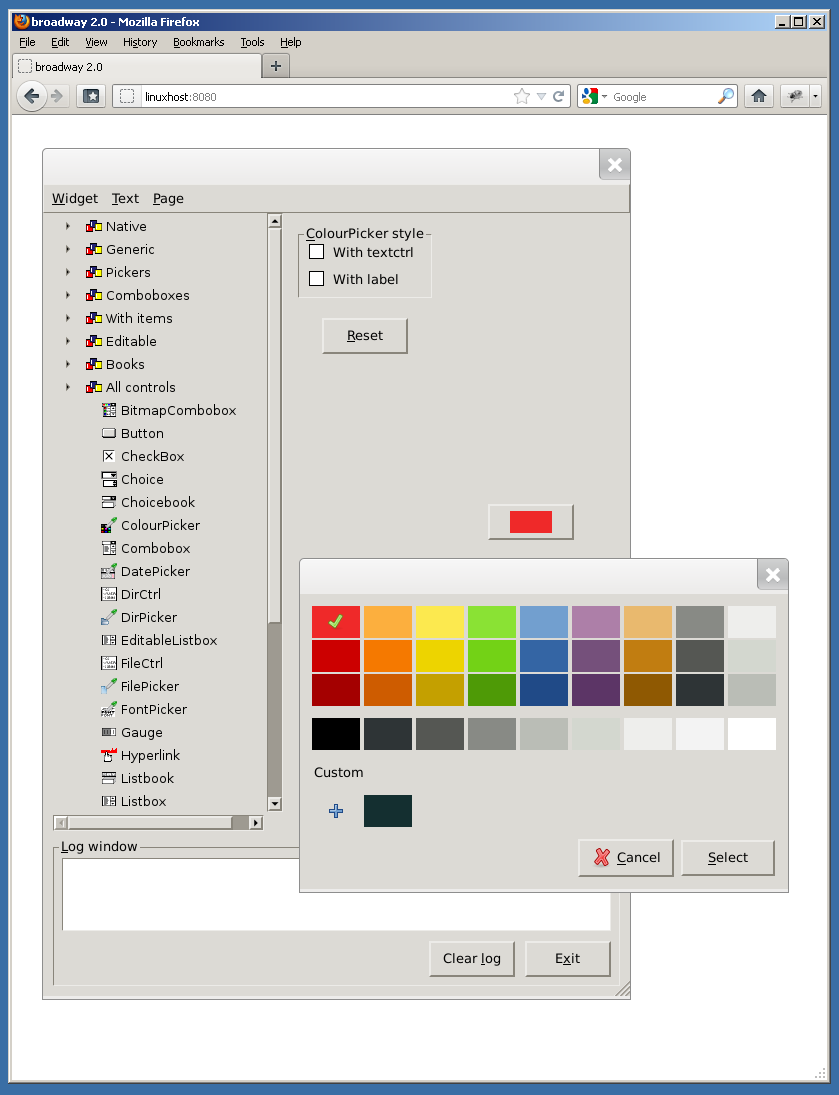 broadway 2.0 - Mozilla Firefox
File Edit View History Bookmarks Tools Help
broadway 2.0
linuxhost:8080
Google
Widget Text Page
Native
Generic
Pickers
Comboboxes
With items
Editable
Books
All controls
BitmapCombobox
Button
CheckBox
Choice
Choicebook
ColourPicker
Combobox
DatePicker
DirCtrl
DirPicker
EditableListbox
FileCtrl
FilePicker
FontPicker
Gauge
Hyperlink
Listbook
Listbox
ColourPicker style
With textctrl
With label
Reset
Custom
Cancel Select
Log window
Clear log Exit